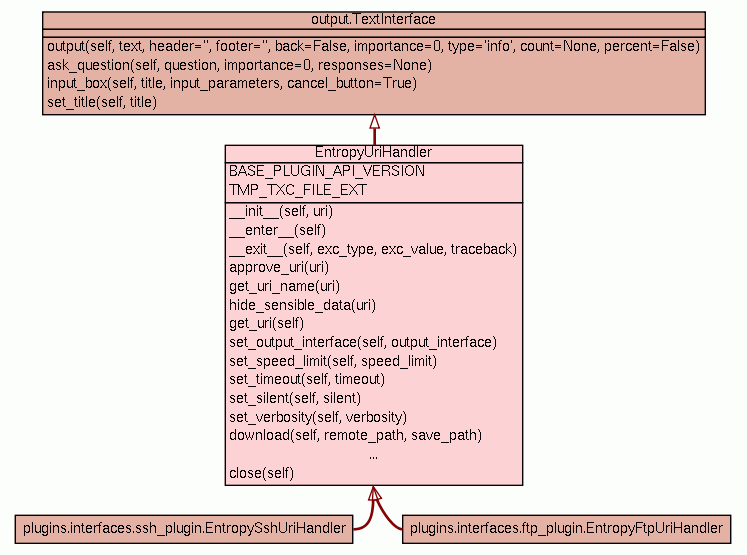 output.TextInterface
output(self, text, header='', footer='', back=False, importance=0, type='info', count=None, percent=False)
ask_question(self, question, importance=0, responses=None)
input_box(self, title, input_parameters, cancel_button=True)
set_title(self, title)
EntropyUriHandler
BASE_PLUGIN_API_VERSION
TMP_TXC_FILE_EXT
__init__(self, uri)
__enter__(self)
__exit__(self, exc_type, exc_value, traceback)
approve_uri(uri)
get_uri_name(uri)
hide_sensible_data(uri)
get_uri(self)
set_output_interface(self, output_interface)
set_speed_limit(self, speed_limit)
set_timeout(self, timeout)
set_silent(self, silent)
set_verbosity(self, verbosity)
download(self, remote_path, save_path)
...
close(self)
plugins.interfaces.ssh_plugin.EntropySshUriHandler
plugins.interfaces.ftp_plugin.EntropyFtpUriHandler